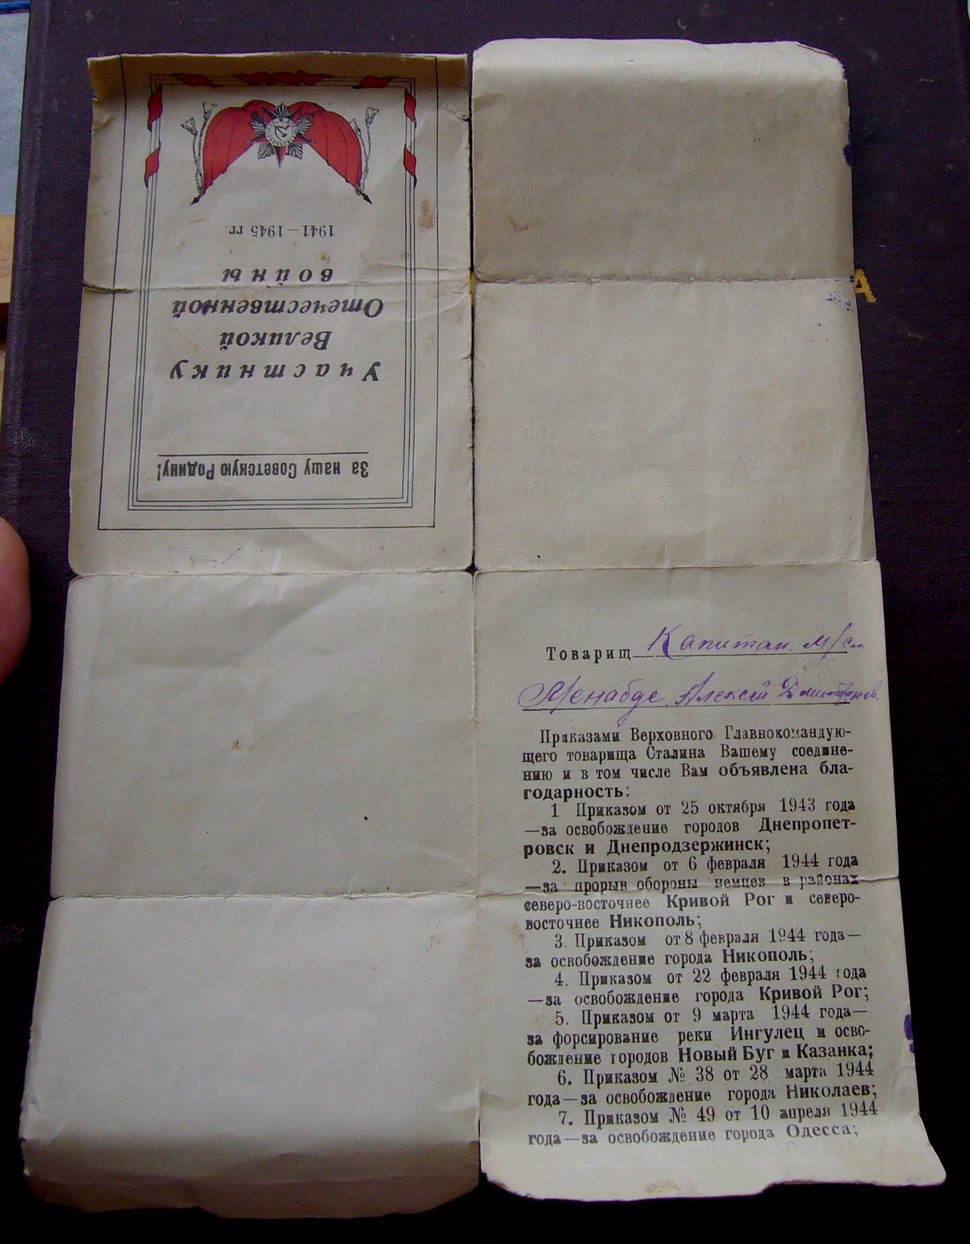 За нашу Советскую Родину!
Участнику
Великой
Отечественной
войны
1941—1945 гг
Товарищ Капитан м/сл
Менабде Алексей
Приказами Верховного Главнокомандую-
щего товарища Сталина Вашему соедине-
нию и в том числе Вам объявлена бла-
годарность:
1 Приказом от 25 октября 1943 года
—за освобождение городов Днепропет-
ровск и Днепродзержинск;
2. Приказом от 6 февраля 1944 года
—за прорыв обороны немцев в районах
северо-восточнее Кривой Рог и северо-
восточнее Никополь;
3. Приказом от 8 февраля 1944 года—
за освобождение города Никополь;
4. Приказом от 22 февраля 1944 года
—за освобождение города Кривой Рог;
5. Приказом от 9 марта 1944 года—
за форсирование реки Ингулец и осво-
бождение городов Новый Буг и Казанка;
6. Приказом № 38 от 28 марта 1944
года—за освобождение города Николаев;
7. Приказом № 49 от 10 апреля 1944
года—за освобождение города Одесса;